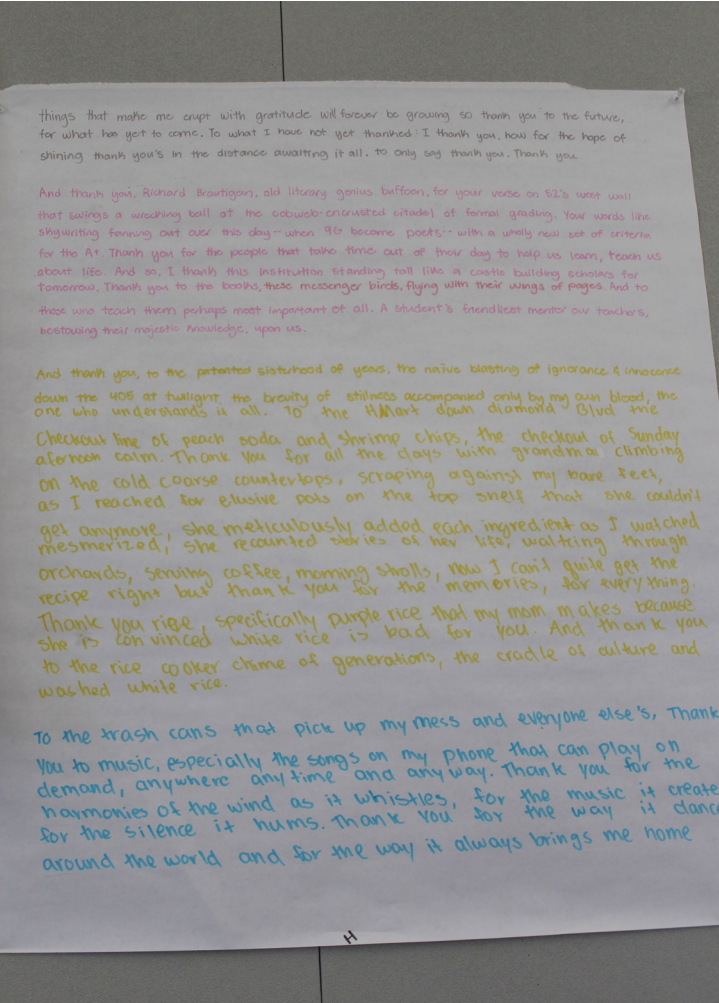 things that make me erupt with gratitude will forever be growing so thank you to the future,
for what has yet to come. To what I have not yet thanked: I thank you, now for the hope of
shining thank you's in the distance awaiting it all. to only say thank you. Thank you
And thank you, Richard Brautigan, old literary genius buffoon, for your verse on 52's west wall
that swings a wrecking ball at the cobweb-encrusted citadel of formal grading. Your words like
skywriting fanning out over this day-- when 9G become poets-- with a wholly new set of criteria
for the A+. Thank you for the people that take time out of their day to help us learn, teach us
about life. And so, I thank this institution standing tall like a castle building scholars for
tomorrow. Thank you to the books, these messenger birds, flying with their wings of pages. And to
those who teach them perhaps most important of all. A student's friendliest mentor our teachers,
bestowing their majestic knowledge, upon us.
And thank you, to the patented sisterhood of years, the naive blasting of ignorance & innocence
down the 405 at twilight, the brevity of stillness accompanied only by my own blood, the
one who understands it all. To the HMart down diamond Blvd the
Checkout line of peach soda and shrimp chips, the checkout of Sunday
afernoon calm. Thank you for all the days with grandma climbing
on the cold coarse countertops, scraping against my bare feet,
as I reached for elusive pots on the top shelf that she couldn't
get anymore, she meticulously added each ingredient as I watched
mesmerized, she recounted stories of her life, waltzing through
orchards, serving coffee, morning strolls, now I can't quite get the
recipe right but thank you for the memories, for everything.
Thank you rice, specifically purple rice that my mom makes because
she is convinced white rice is bad for you. And thank you
to the rice cooker chime of generations, the cradle of culture and
washed white rice.
To the trash cans that pick up my mess and everyone else's, Thank
you to music, especially the songs on my phone that can play on
demand, anywhere anytime and anyway. Thank you for the
harmonies of the wind as it whistles, for the music it create
for the silence it hums. Thank you for the way it dance
around the world and for the way it always brings me home
H